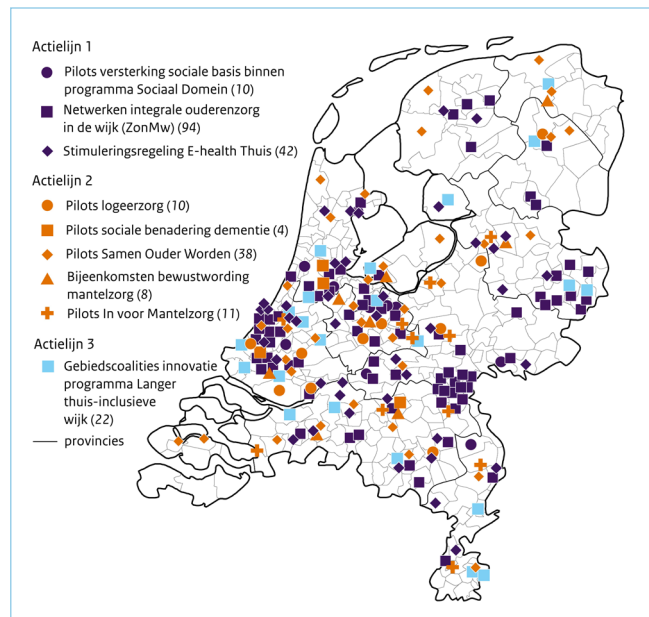 Actielijn 1
Pilots versterking sociale basis binnen
programma Sociaal Domein (10)
Netwerken integrale ouderenzorg
in de wijk (ZonMw) (94)
Stimuleringsregeling E-health Thuis (42)
Actielijn 2
Pilots logeerzorg (10)
Pilots sociale benadering dementie (4)
Pilots Samen Ouder Worden (38)
Bijeenkomsten bewustwording
mantelzorg (8)
Pilots In voor Mantelzorg (11)
Actielijn 3
Gebiedscoalities innovatie
programma Langer
thuis-inclusieve
wijk (22)
provincies